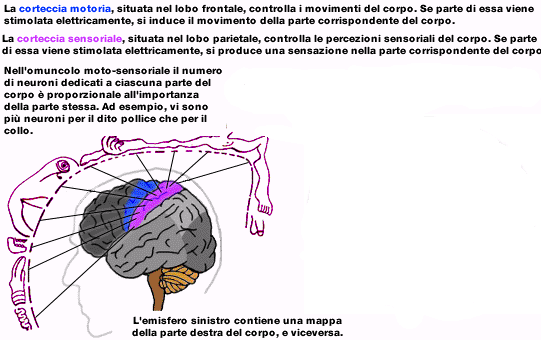 La corteccia motoria, situata nel lobo frontale, controlla i movimenti del corpo. Se parte di essa viene
stimolata elettricamente, si induce il movimento della parte corrispondente del corpo.
La corteccia sensoriale, situata nel lobo parietale, controlla le percezioni sensoriali del corpo. Se parte
di essa viene stimolata elettricamente, si produce una sensazione nella parte corrispondente del corpo
Nell'omuncolo moto-sensoriale il numero
di neuroni dedicati a ciascuna parte del
corpo è proporzionale all'importanza
della parte stessa. Ad esempio, vi sono
più neuroni per il dito pollice che per il
collo.
L'emisfero sinistro contiene una mappa
della parte destra del corpo, e viceversa.